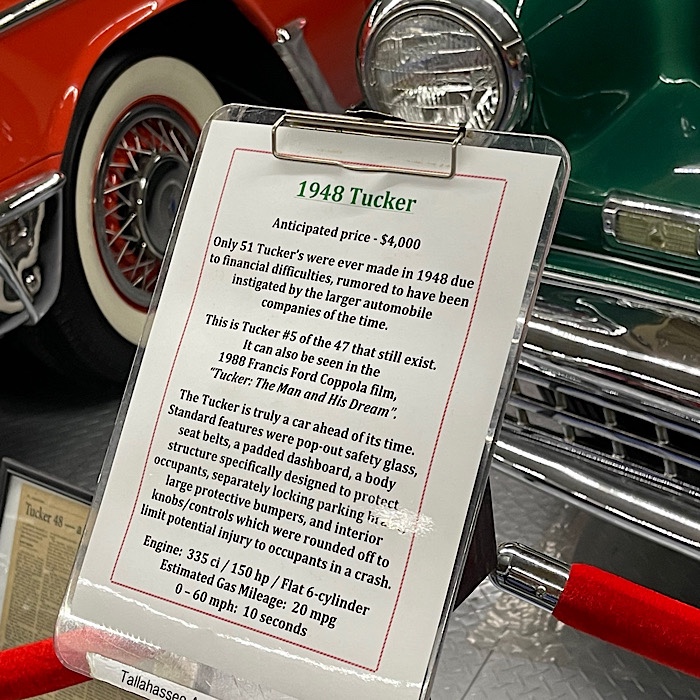 1948 Tucker
Anticipated price - $4,000
Only 51 Tucker's were ever made in 1948 due
to financial difficulties, rumored to have been
instigated by the larger automobile
companies of the time.
This is Tucker #5 of the 47 that still exist.
It can also be seen in the
1988 Francis Ford Coppola film,
"Tucker: The Man and His Dream".
The Tucker is truly a car ahead of its time.
Standard features were pop-out safety glass,
seat belts, a padded dashboard, a body
structure specifically designed to protect
occupants, separately locking parking
large protective bumpers, and interior
knobs/controls which were rounded off to
limit potential injury to occupants in a crash.
Engine: 335 ci / 150 hp / Flat 6-cylinder
Estimated Gas Mileage: 20 mpg
0 – 60 mph: 10 seconds
Tucker 48 — a
Tallahassee